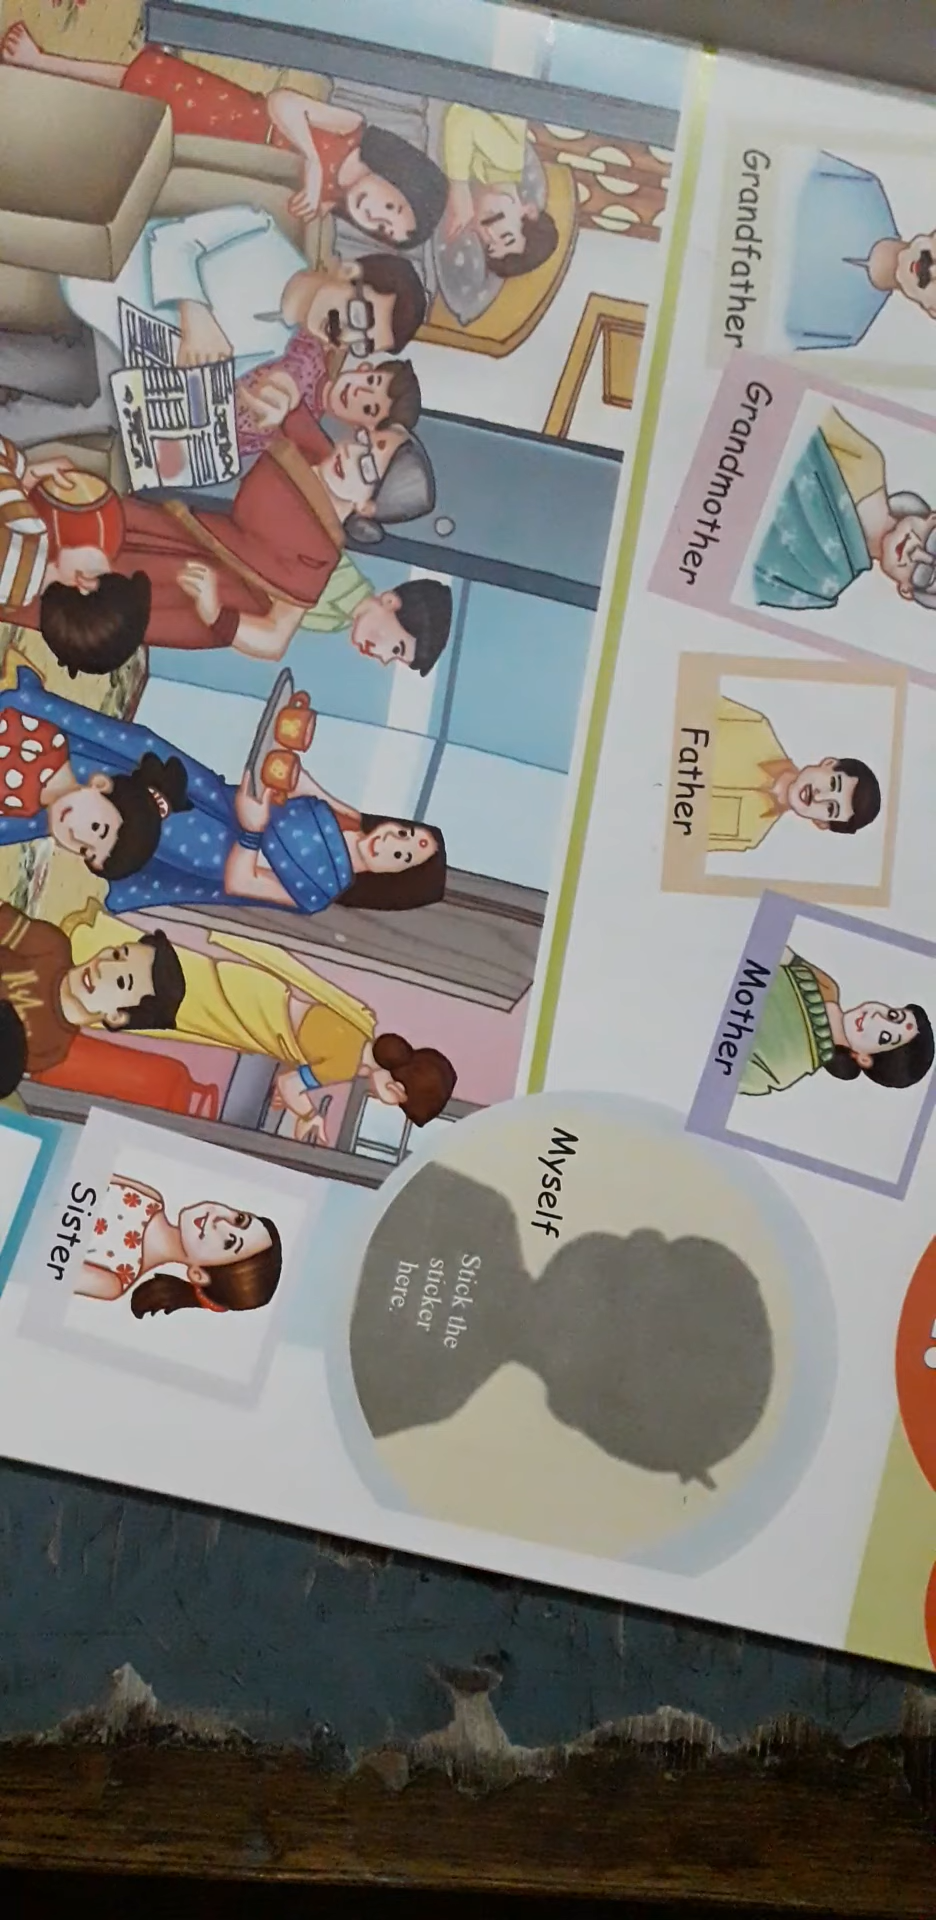 Grandfather
Grandmother
Father
Mother
Myself
Stick the
sticker
here.
Sister